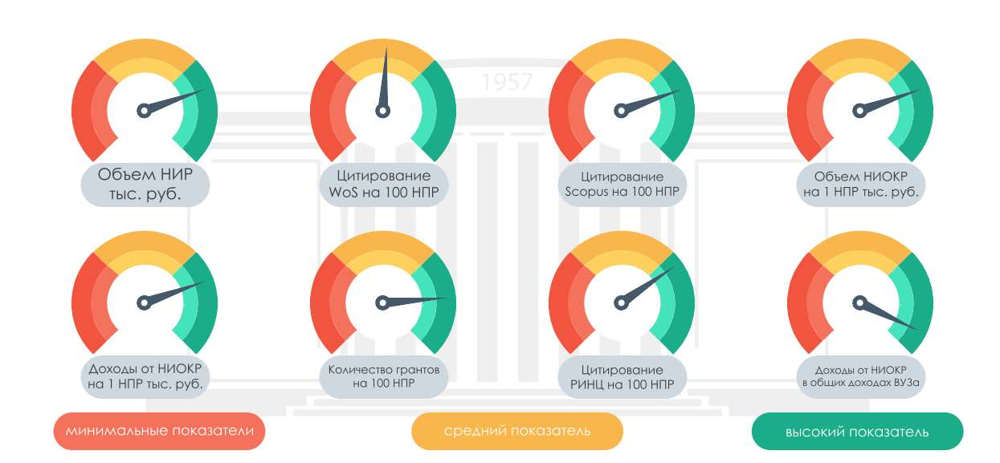 1957
Объем НИР
тыс. руб.
Цитирование
WoS на 100 НПР
Цитирование
Scopus на 100 НПР
Объем НИОКР
на 1 НПР тыс. руб.
Доходы от НИОКР
на 1 НПР тыс. руб.
Количество грантов
на 100 НПР
Цитирование
РИНЦ на 100 НПР
Доходы от НИОКР
в общих доходах ВУЗа
минимальные показатели
средний показатель
высокий показатель